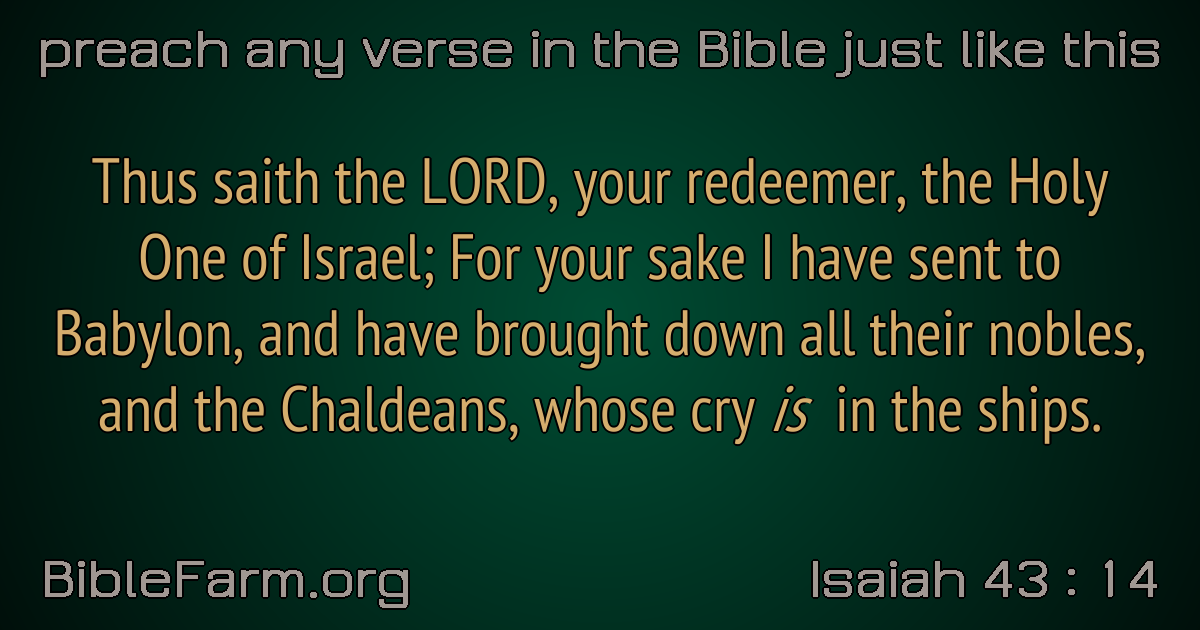 preach any verse in the Bible just like this
Thus saith the LORD, your redeemer, the Holy
One of Israel; For your sake I have sent to
Babylon, and have brought down all their nobles,
and the Chaldeans, whose cry is in the ships.
BibleFarm.org
Isaiah 43 : 14